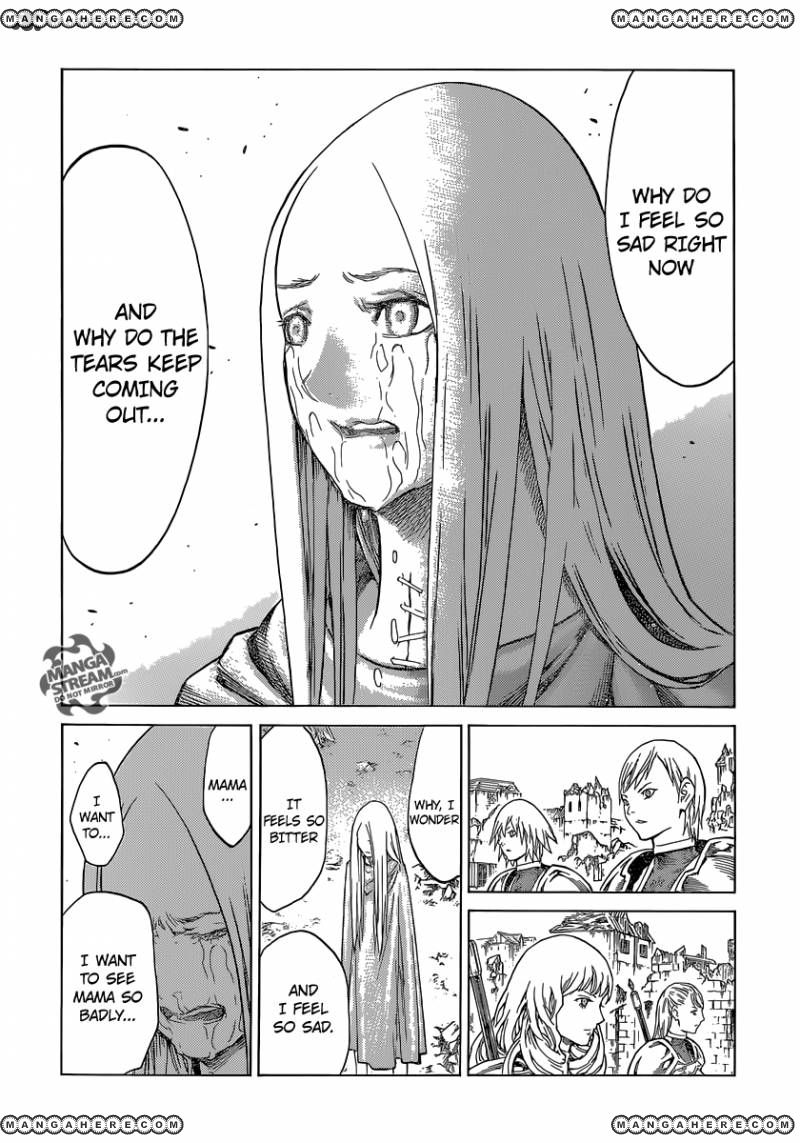 MANGAHERE.COM
MANGAHERE.COM
WHY DO
I FEEL SO
SAD RIGHT
NOW
AND
WHY DO THE
TEARS KEEP
COMING
OUT...
MANGA
STREAM.com
DO NOT MIRROR
WHY, I
WONDER
IT
FEELS SO
BITTER
AND
I FEEL
SO SAD.
MAMA...
I
WANT
TO...
I WANT
TO SEE
MAMA SO
BADLY...
MANGAHERE.COM
MANGAHERE.COM